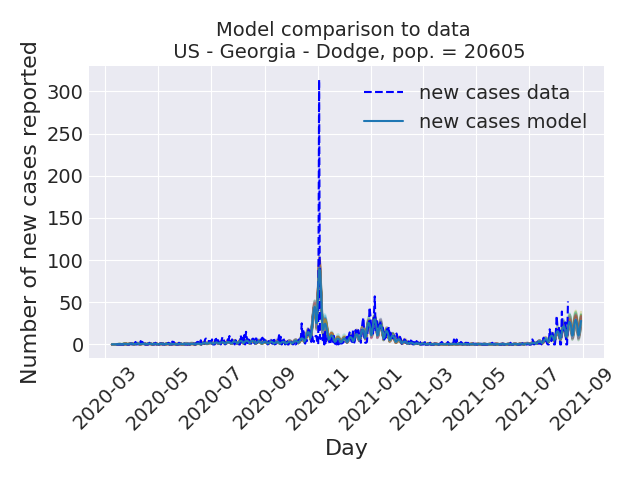 Model comparison to data
US - Georgia - Dodge, pop. = 20605
Number of new cases reported
300
250
200
150
100
50
0
new cases data
new cases model
2020-03
2020-05
2020-07
2020-09
2020-11
2021-01
2021-03
2021-05
2021-07
2021-09
Day